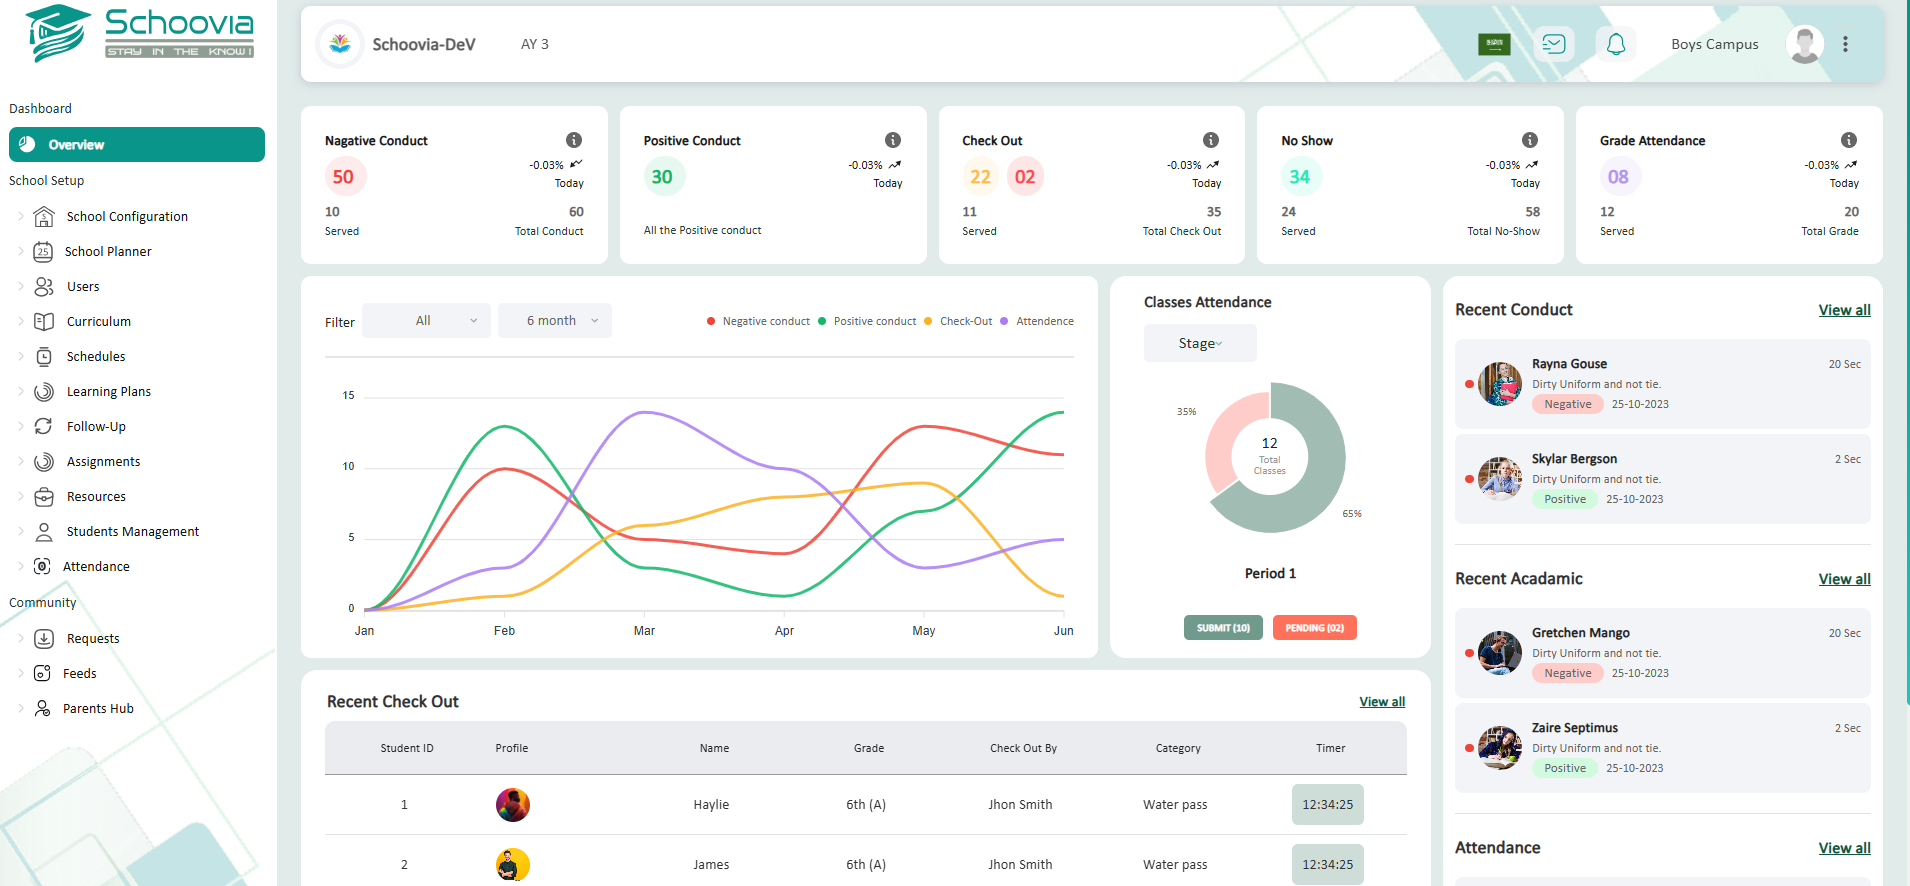 Schoovia
STAY IN THE KNOW!
Dashboard
Overview
School Setup
School Configuration
25
School Planner
Users
Curriculum
Schedules
Learning Plans
Follow-Up
Assignments
Resources
Students Management
Attendance
Community
Requests
Feeds
Parents Hub
Schoovia-DeV
AY 3
Boys Campus
Nagative Conduct
50
-0.03%
Today
10
60
Served
Total Conduct
Positive Conduct
30
-0.03%
Today
All the Positive conduct
Check Out
22
02
-0.03%
Today
11
35
Served
Total Check Out
No Show
34
-0.03%
Today
24
58
Served
Total No-Show
Grade Attendance
08
-0.03%
Today
12
20
Served
Total Grade
Filter
All
6 month
Negative conduct
Positive conduct
Check-Out
Attendence
15
10
5
0
Jan
Feb
Mar
Apr
May
Jun
Classes Attendance
Stage
35%
12
Total
Classes
65%
Period 1
SUBMIT (10)
PENDING (02)
Recent Conduct
View all
Rayna Gouse
20 Sec
Dirty Uniform and not tie.
Negative
25-10-2023
Skylar Bergson
2 Sec
Dirty Uniform and not tie.
Positive
25-10-2023
Recent Acadamic
View all
Gretchen Mango
20 Sec
Dirty Uniform and not tie.
Negative
25-10-2023
Zaire Septimus
2 Sec
Dirty Uniform and not tie.
Positive
25-10-2023
Attendance
View all
Recent Check Out
View all
Student ID
Profile
Name
Grade
Check Out By
Category
Timer
1
Haylie
6th (A)
Jhon Smith
Water pass
12:34:25
2
James
6th (A)
Jhon Smith
Water pass
12:34:25